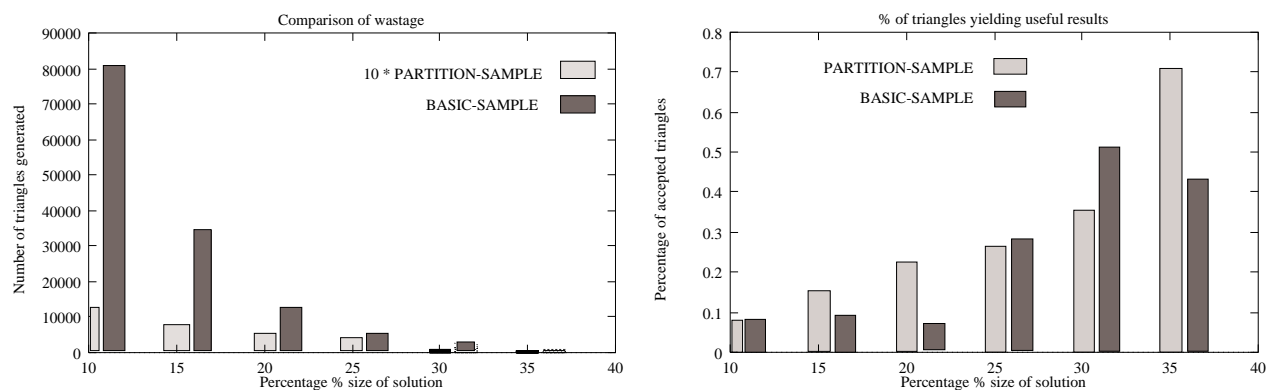 Comparison of wastage
90000
80000
70000
60000
50000
40000
30000
20000
10000
0
Number of triangles generated
10 * PARTITION-SAMPLE
BASIC-SAMPLE
10 15 20 25 30 35 40
Percentage % size of solution
% of triangles yielding useful results
0.8
0.7
0.6
0.5
0.4
0.3
0.2
0.1
0
Percentage of accepted triangles
PARTITION-SAMPLE
BASIC-SAMPLE
10 15 20 25 30 35 40
Percentage % size of solution